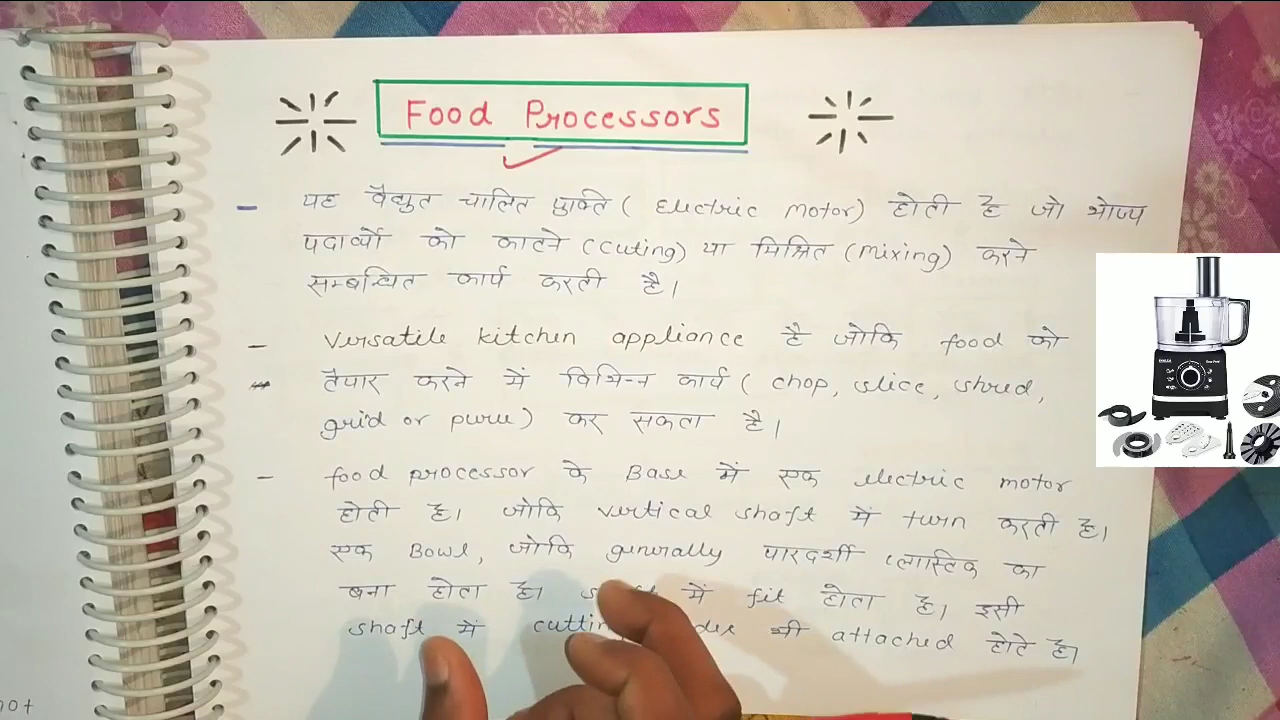 Food Processors
- यह वैद्युत चालित युक्ति (Electric motor) होती है जो भोज्य
पदार्थो को काटने (cuting) या मिश्रित (mixing) करने
सम्बन्धित कार्य करती है।
- Versatile kitchen appliance है जोकि food को
तैयार करने में विभिन्न कार्य (chop, slice, shred,
grid or puree) कर सकता है।
- food processor के Base में एक electric motor
होती है। जोकि vertical shaft में turn करती है।
एक Bowl, जोकि generally पारदर्शी प्लास्टिक का
बना होता है। में fit होता है। इसी
shaft में भी attached होते है।
not